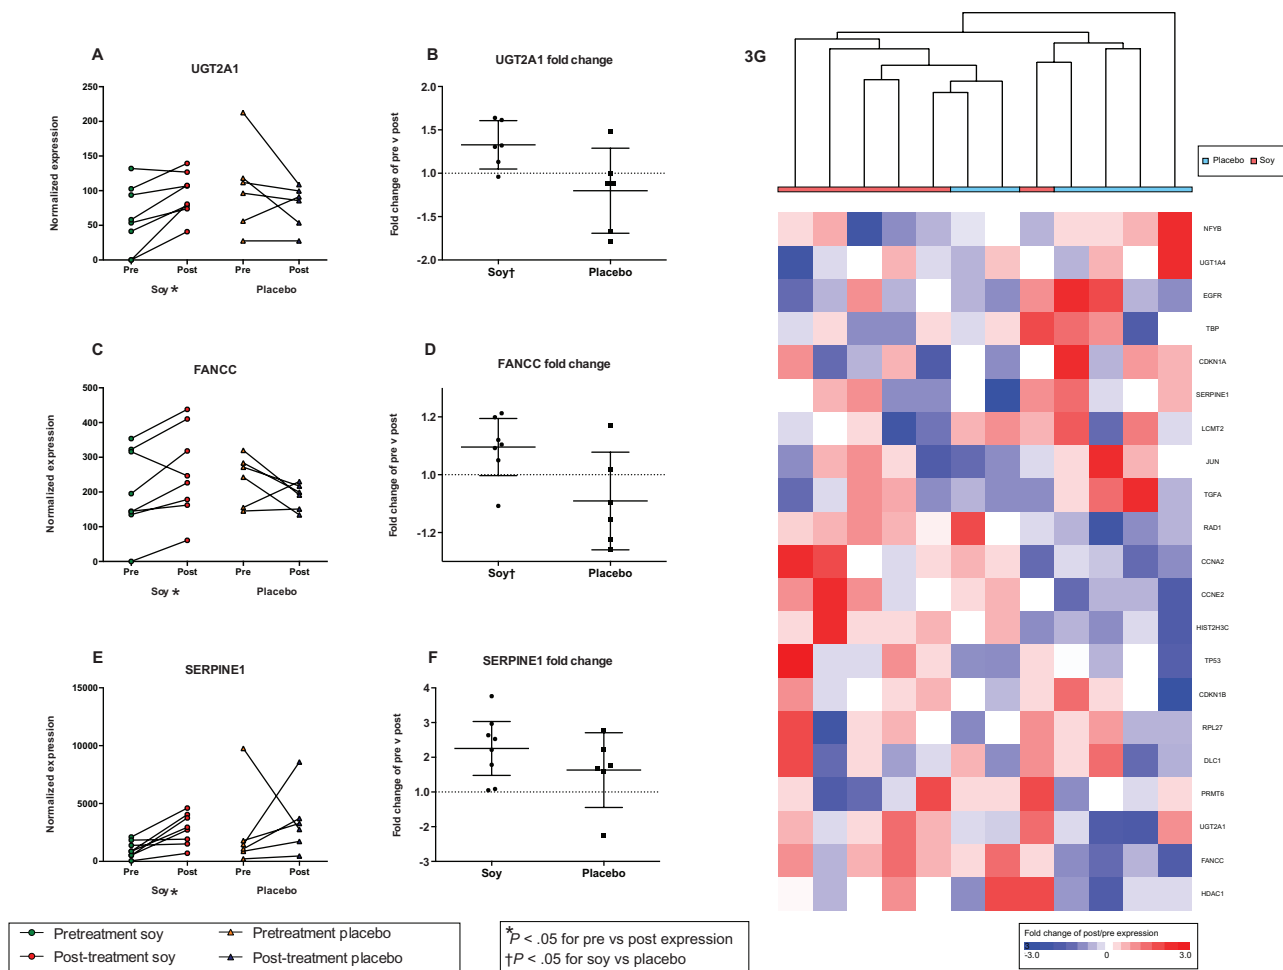 A
UGT2A1
Normalized expression
250
200
150
100
50
0
Pre
Post
Pre
Post
Soy *
Placebo
B
UGT2A1 fold change
Fold change of pre v post
2.0
1.5
1.0
-1.5
-2.0
Soy†
Placebo
C
FANCC
Normalized expression
500
400
300
200
100
0
Pre
Post
Pre
Post
Soy *
Placebo
D
FANCC fold change
Fold change of pre v post
1.2
1.0
-1.2
Soy†
Placebo
E
SERPINE1
Normalized expression
15000
10000
5000
0
Pre
Post
Pre
Post
Soy *
Placebo
F
SERPINE1 fold change
Fold change of pre v post
4
3
2
1.0
-2
-3
Soy
Placebo
3G
Placebo Soy
NFYB
UGT1A4
EGFR
TBP
CDKN1A
SERPINE1
LCMT2
JUN
TGFA
RAD1
CCNA2
CCNE2
HIST2H3C
TP53
CDKN1B
RPL27
DLC1
PRMT6
UGT2A1
FANCC
HDAC1
Pretreatment soy
Post-treatment soy
Pretreatment placebo
Post-treatment placebo
*P < .05 for pre vs post expression
†P < .05 for soy vs placebo
Fold change of post/pre expression
-3.0 0 3.0